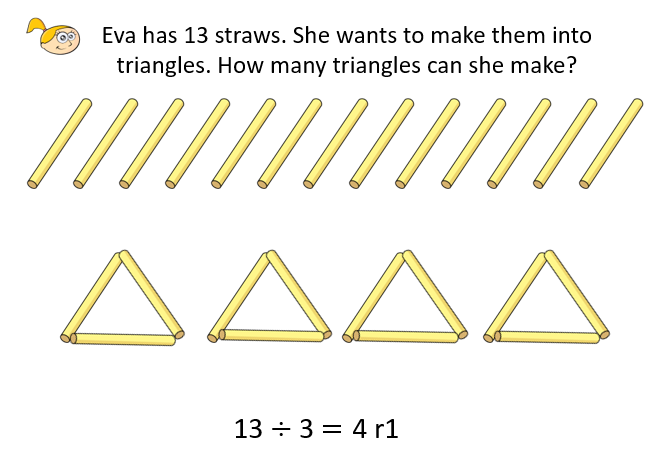 Eva has 13 straws. She wants to make them into
triangles. How many triangles can she make?
13 ÷ 3 = 4 r1